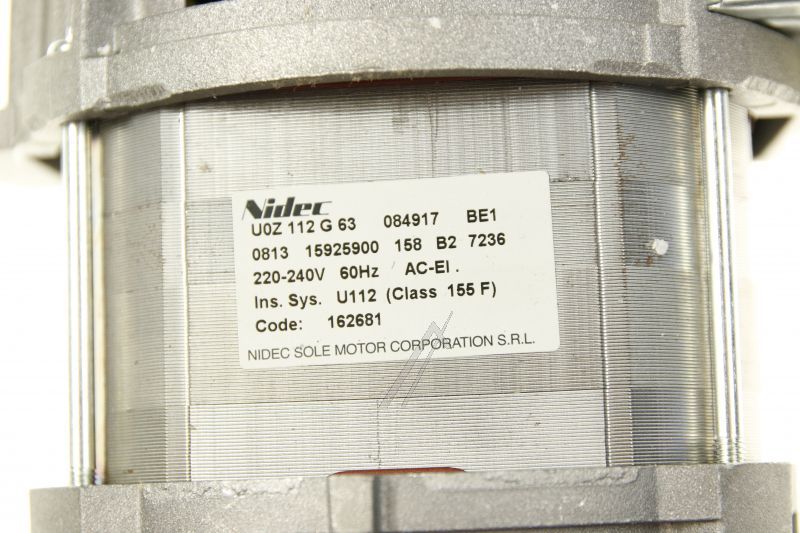 Nidec
U0Z 112 G 63 084917 BE1
0813 15925900 158 B2 7236
220-240V 60Hz AC-EI .
Ins. Sys. U112 (Class 155 F)
Code: 162681
NIDEC SOLE MOTOR CORPORATION S.R.L.